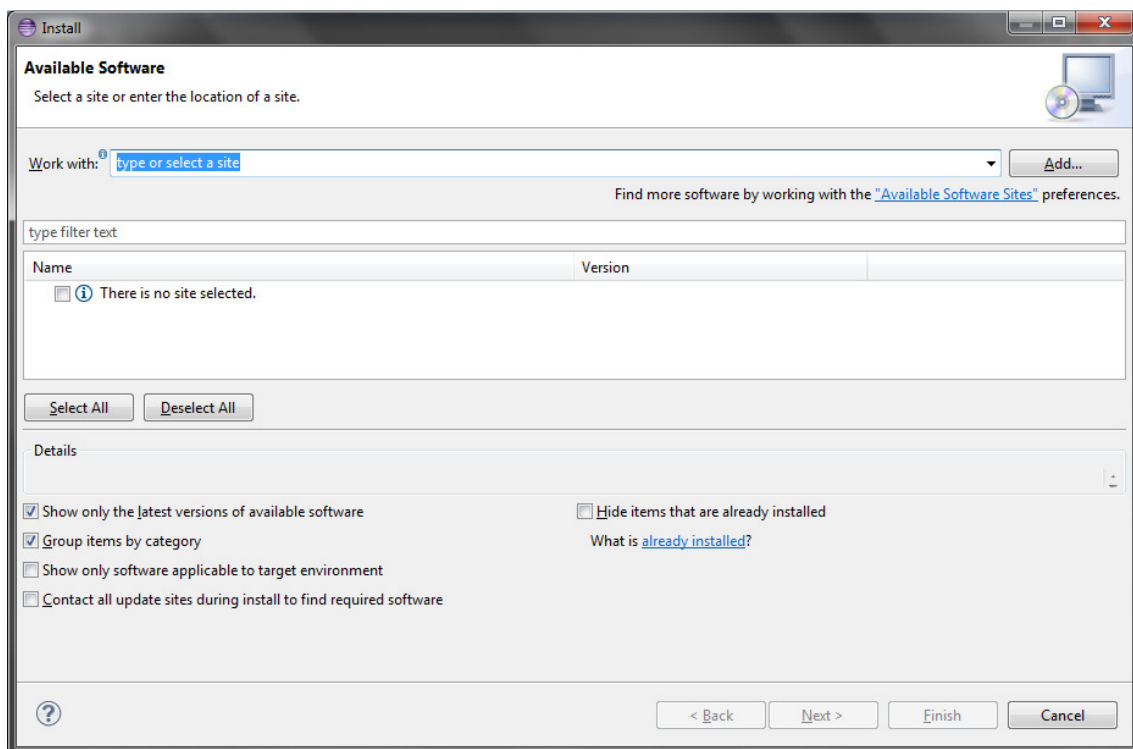 Install
Available Software
Select a site or enter the location of a site.
Work with: type or select a site Add...
Find more software by working with the "Available Software Sites" preferences.
type filter text
Name Version
There is no site selected.
Select All Deselect All
Details
Show only the latest versions of available software Hide items that are already installed
Group items by category What is already installed?
Show only software applicable to target environment
Contact all update sites during install to find required software
< Back Next > Finish Cancel